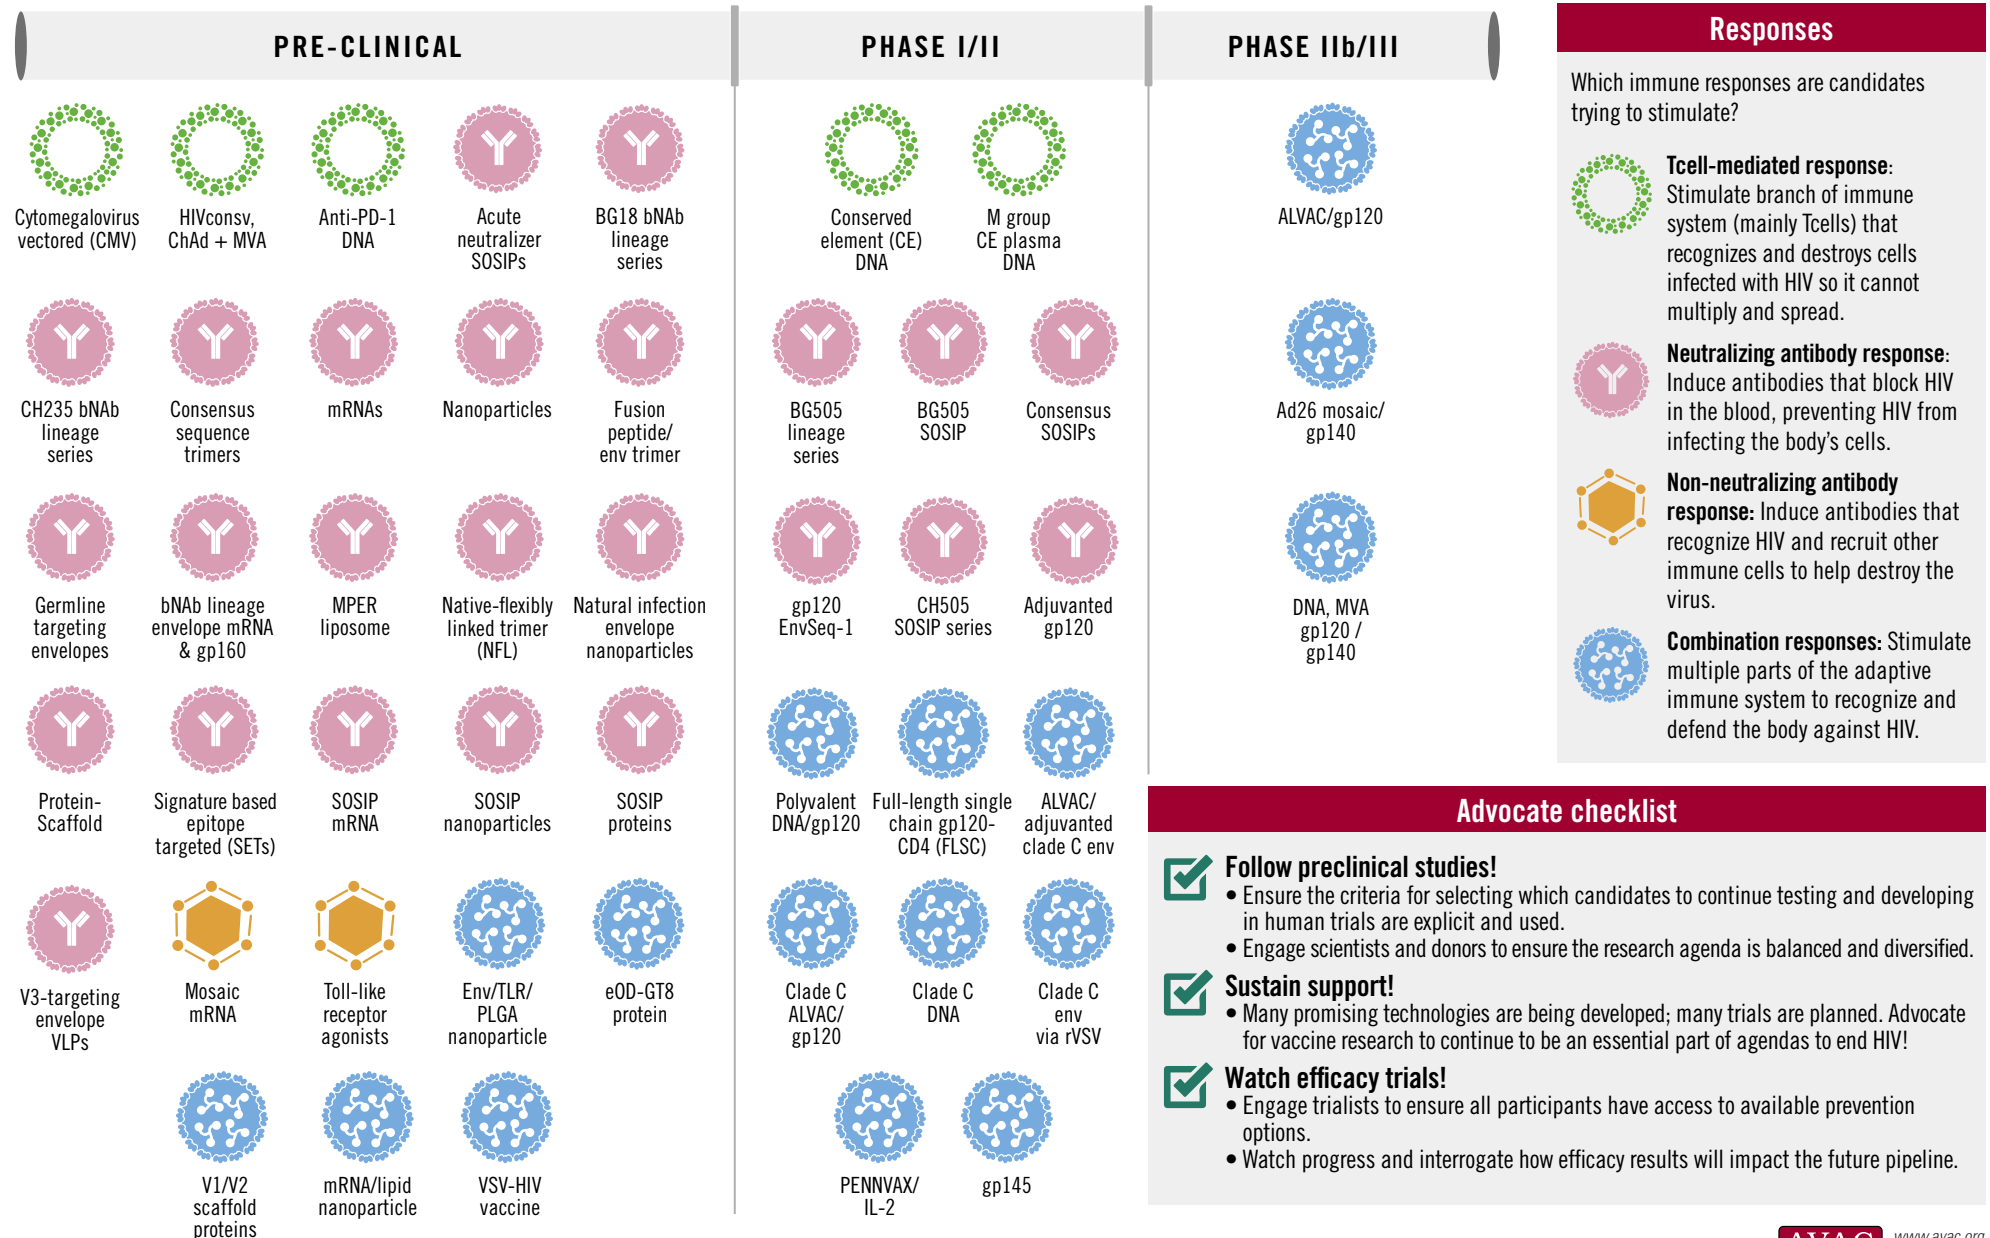 PRE-CLINICAL
PHASE I/II
PHASE IIb/III
Cytomegalovirus
vectored (CMV)
HIVconsv,
ChAd + MVA
Anti-PD-1
DNA
Acute
neutralizer
SOSIPs
BG18 bNAb
lineage
series
CH235 bNAb
lineage
series
Consensus
sequence
trimers
mRNAs
Nanoparticles
Fusion
peptide/
env trimer
Germline
targeting
envelopes
bNAb lineage
envelope mRNA
& gp160
MPER
liposome
Native-flexibly
linked trimer
(NFL)
Natural infection
envelope
nanoparticles
Protein-
Scaffold
Signature based
epitope
targeted (SETs)
SOSIP
mRNA
SOSIP
nanoparticles
SOSIP
proteins
V3-targeting
envelope
VLPs
Mosaic
mRNA
Toll-like
receptor
agonists
Env/TLR/
PLGA
nanoparticle
eOD-GT8
protein
V1/V2
scaffold
proteins
mRNA/lipid
nanoparticle
VSV-HIV
vaccine
Conserved
element (CE)
DNA
M group
CE plasma
DNA
BG505
lineage
series
BG505
SOSIP
Consensus
SOSIPs
gp120
EnvSeq-1
CH505
SOSIP series
Adjuvanted
gp120
Polyvalent
DNA/gp120
Full-length single
chain gp120-
CD4 (FLSC)
ALVAC/
adjuvanted
clade C env
Clade C
ALVAC/
gp120
Clade C
DNA
Clade C
env
via rVSV
PENNVAX/
IL-2
gp145
ALVAC/gp120
Ad26 mosaic/
gp140
DNA, MVA
gp120 /
gp140
Responses
Which immune responses are candidates
trying to stimulate?
Tcell-mediated response:
Stimulate branch of immune
system (mainly Tcells) that
recognizes and destroys cells
infected with HIV so it cannot
multiply and spread.
Neutralizing antibody response:
Induce antibodies that block HIV
in the blood, preventing HIV from
infecting the body's cells.
Non-neutralizing antibody
response: Induce antibodies that
recognize HIV and recruit other
immune cells to help destroy the
virus.
Combination responses: Stimulate
multiple parts of the adaptive
immune system to recognize and
defend the body against HIV.
Advocate checklist
Follow preclinical studies!
• Ensure the criteria for selecting which candidates to continue testing and developing
in human trials are explicit and used.
• Engage scientists and donors to ensure the research agenda is balanced and diversified.
Sustain support!
• Many promising technologies are being developed; many trials are planned. Advocate
for vaccine research to continue to be an essential part of agendas to end HIV!
Watch efficacy trials!
• Engage trialists to ensure all participants have access to available prevention
options.
• Watch progress and interrogate how efficacy results will impact the future pipeline.
AVAC
www.avac.org